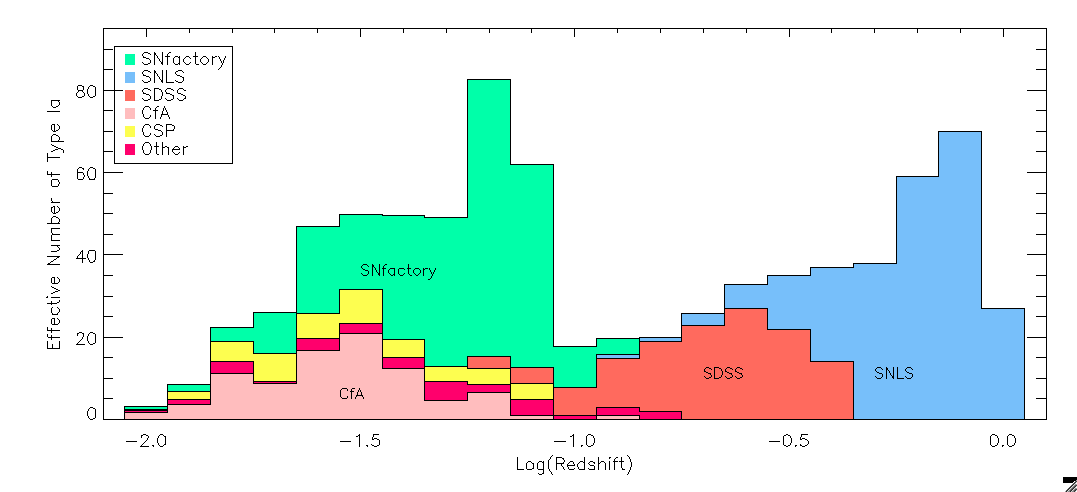 SNfactory
SNLS
SDSS
CfA
CSP
Other
Effective Number of Type Ia
80
60
40
20
0
SNfactory
CfA
SDSS
SNLS
−2.0 −1.5 −1.0 −0.5 0.0
Log(Redshift)